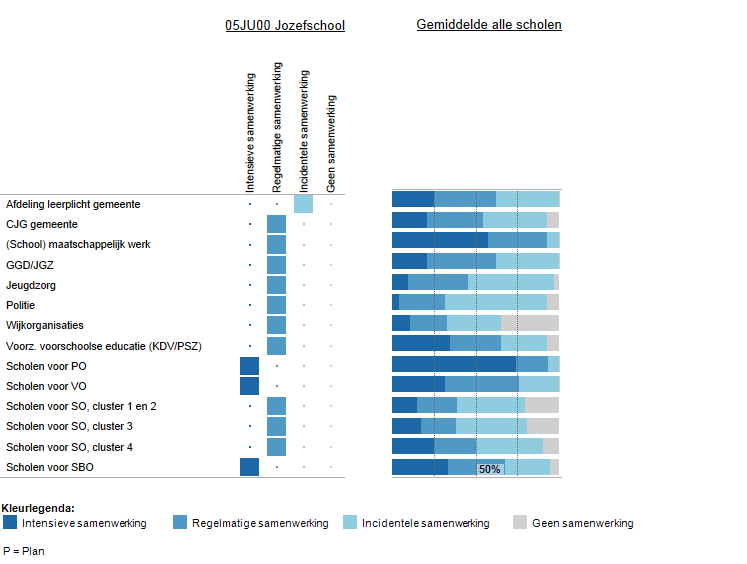 05JU00 Jozefschool
Gemiddelde alle scholen
Intensieve samenwerking
Regelmatige samenwerking
Incidentele samenwerking
Geen samenwerking
Afdeling leerplicht gemeente
CJG gemeente
(School) maatschappelijk werk
GGD/JGZ
Jeugdzorg
Politie
Wijkorganisaties
Voorz. voorschoolse educatie (KDV/PSZ)
Scholen voor PO
Scholen voor VO
Scholen voor SO, cluster 1 en 2
Scholen voor SO, cluster 3
Scholen voor SO, cluster 4
Scholen voor SBO
50%
Kleurlegenda:
Intensieve samenwerking
Regelmatige samenwerking
Incidentele samenwerking
Geen samenwerking
P = Plan